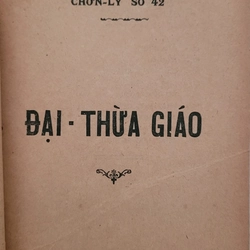 CHƠN-LÝ SỐ 42
ĐẠI - THỪA GIÁO